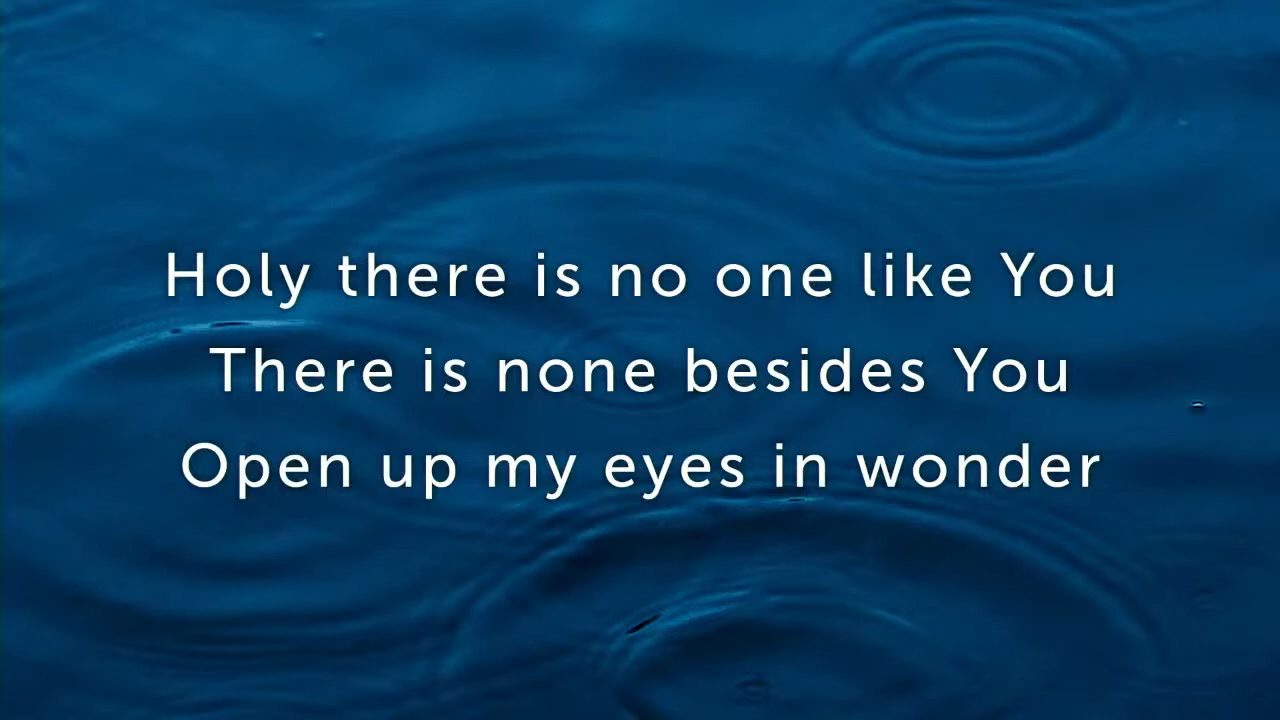 Holy there is no one like You
There is none besides You
Open up my eyes in wonder